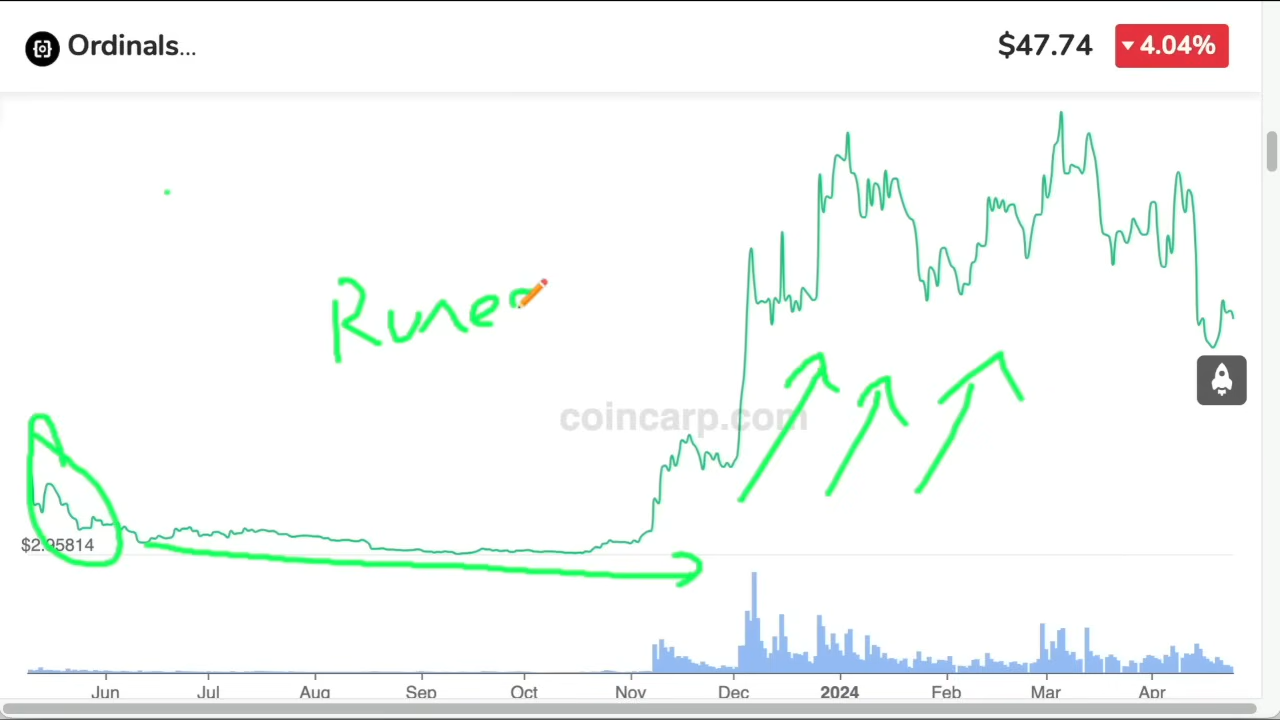 Ordinals...
$47.74
4.04%
Runes
coincarp.com
$2.95814
Jun Jul Aug Sep Oct Nov Dec 2024 Feb Mar Apr